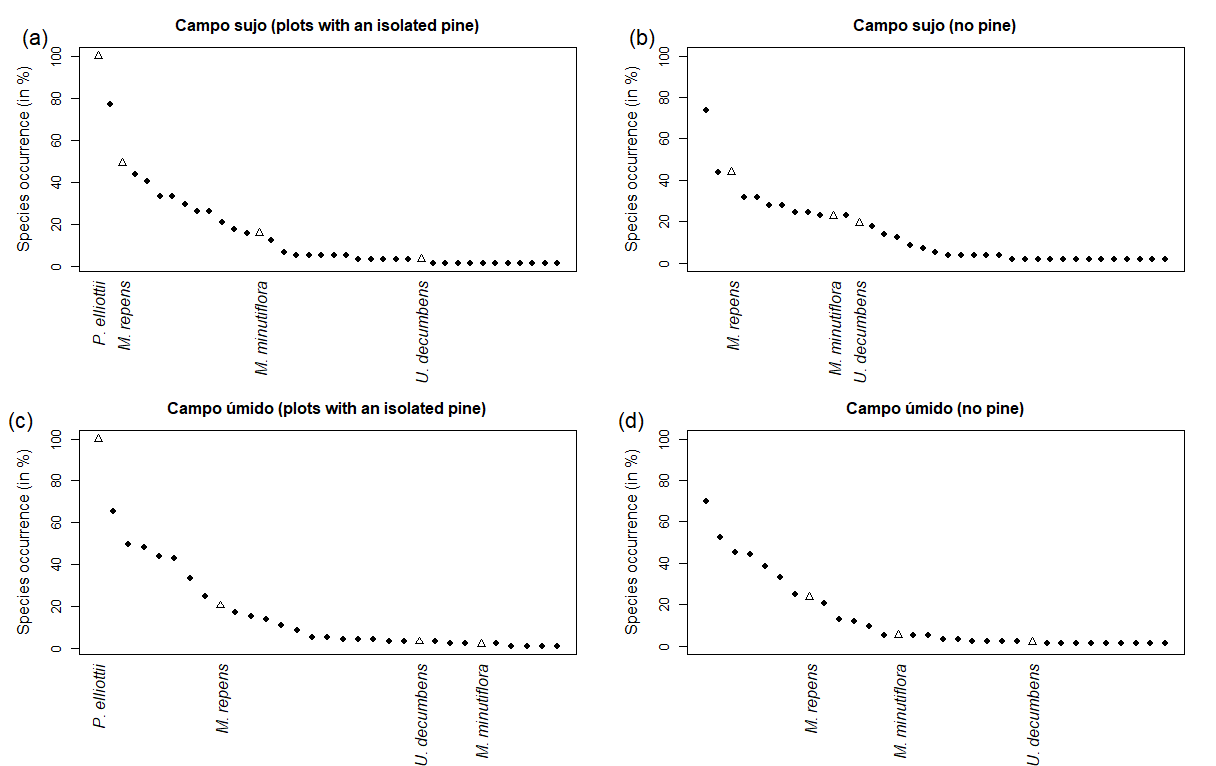 (a)
Campo sujo (plots with an isolated pine)
Species occurrence (in %)
100
80
60
40
20
0
P. elliottii
M. repens
M. minutiflora
U. decumbens
(b)
Campo sujo (no pine)
Species occurrence (in %)
100
80
60
40
20
0
M. repens
M. minutiflora
U. decumbens
(c)
Campo úmido (plots with an isolated pine)
Species occurrence (in %)
100
80
60
40
20
0
P. elliottii
M. repens
U. decumbens
M. minutiflora
(d)
Campo úmido (no pine)
Species occurrence (in %)
100
80
60
40
20
0
M. repens
M. minutiflora
U. decumbens